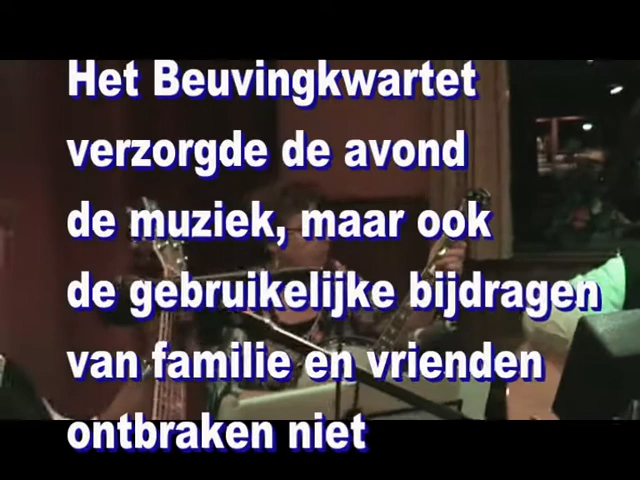 Het Beuvingkwartet
verzorgde de avond
de muziek, maar ook
de gebruikelijke bijdragen
van familie en vrienden
ontbraken niet